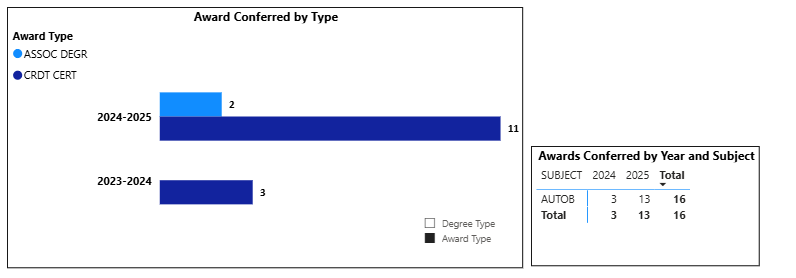 Award Conferred by Type
Award Type
ASSOC DEGR
CRDT CERT
2024-2025
2
11
2023-2024
3
Degree Type
Award Type
Awards Conferred by Year and Subject
SUBJECT 2024 2025 Total
AUTOB 3 13 16
Total 3 13 16